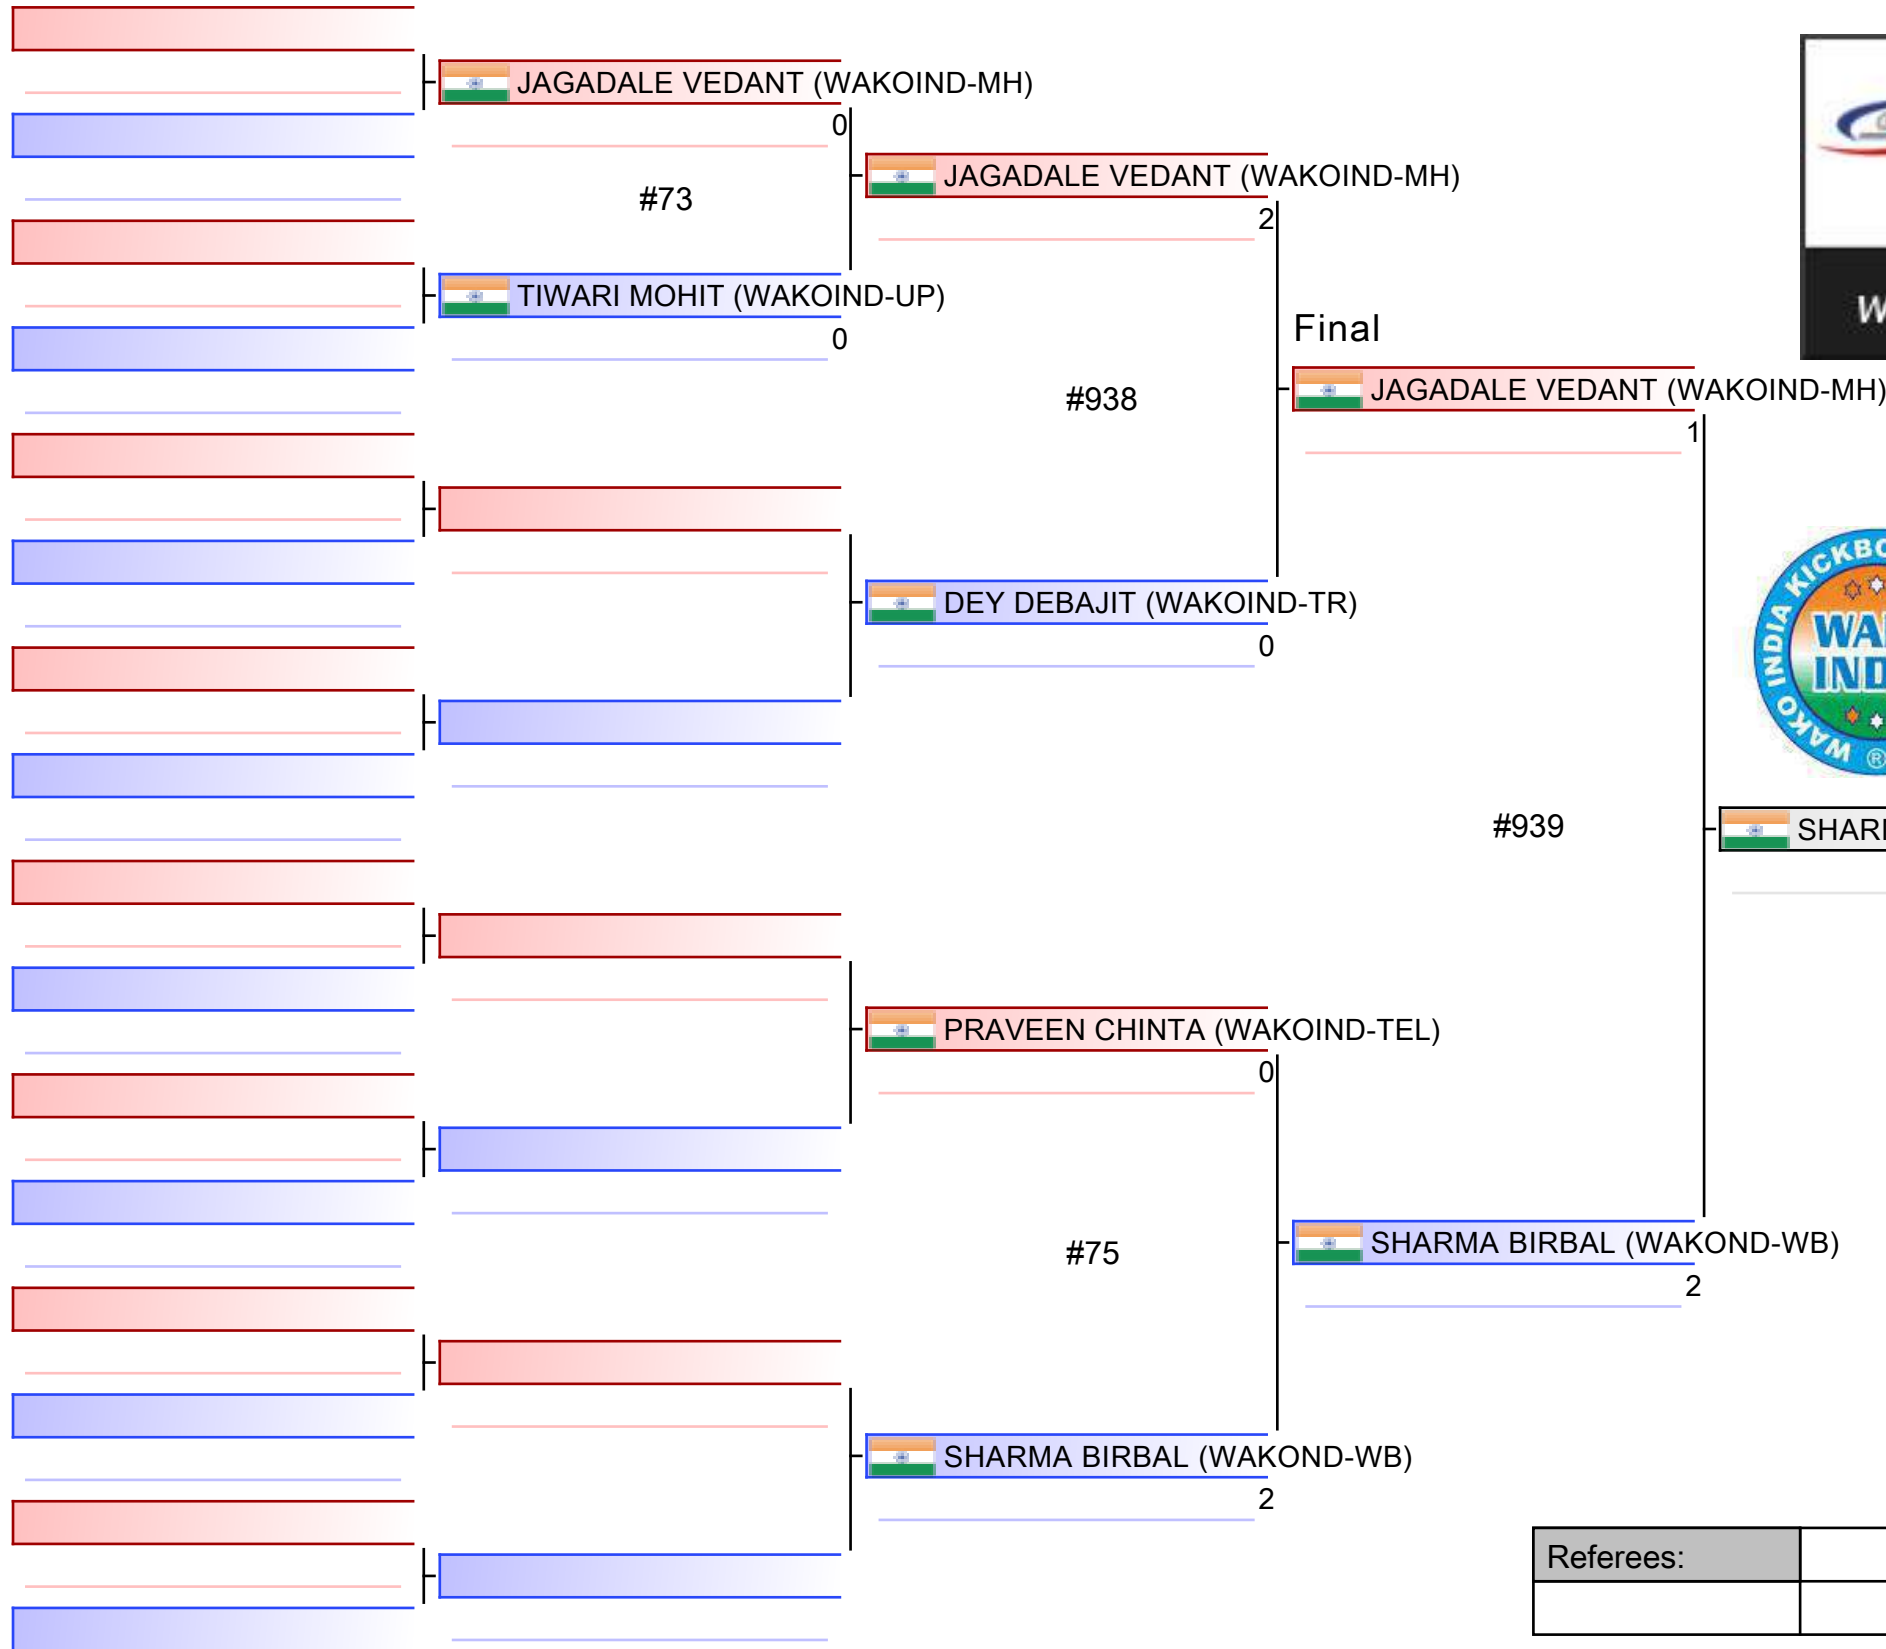 JAGADALE VEDANT (WAKOIND-MH)
0
#73
TIWARI MOHIT (WAKOIND-UP)
0
JAGADALE VEDANT (WAKOIND-MH)
2
#938
DEY DEBAJIT (WAKOIND-TR)
0
Final
JAGADALE VEDANT (WAKOIND-MH)
1
#939
PRAVEEN CHINTA (WAKOIND-TEL)
0
#75
SHARMA BIRBAL (WAKOND-WB)
2
SHARMA BIRBAL (WAKOND-WB)
2
WAKO INDIA
Referees: